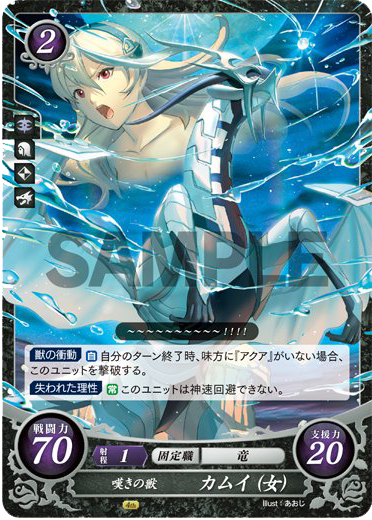 2
SAMPLE
~~~~~~~~~~!!!!
獣の衝動 自 自分のターン終了時、味方に『アクア』がいない場合、
このユニットを撃破する。
失われた理性 常 このユニットは神速回避できない。
戦闘力
70
射程 1
固定職
竜
支援力
20
嘆きの獣 カムイ(女)
4th
Illust:あおじ